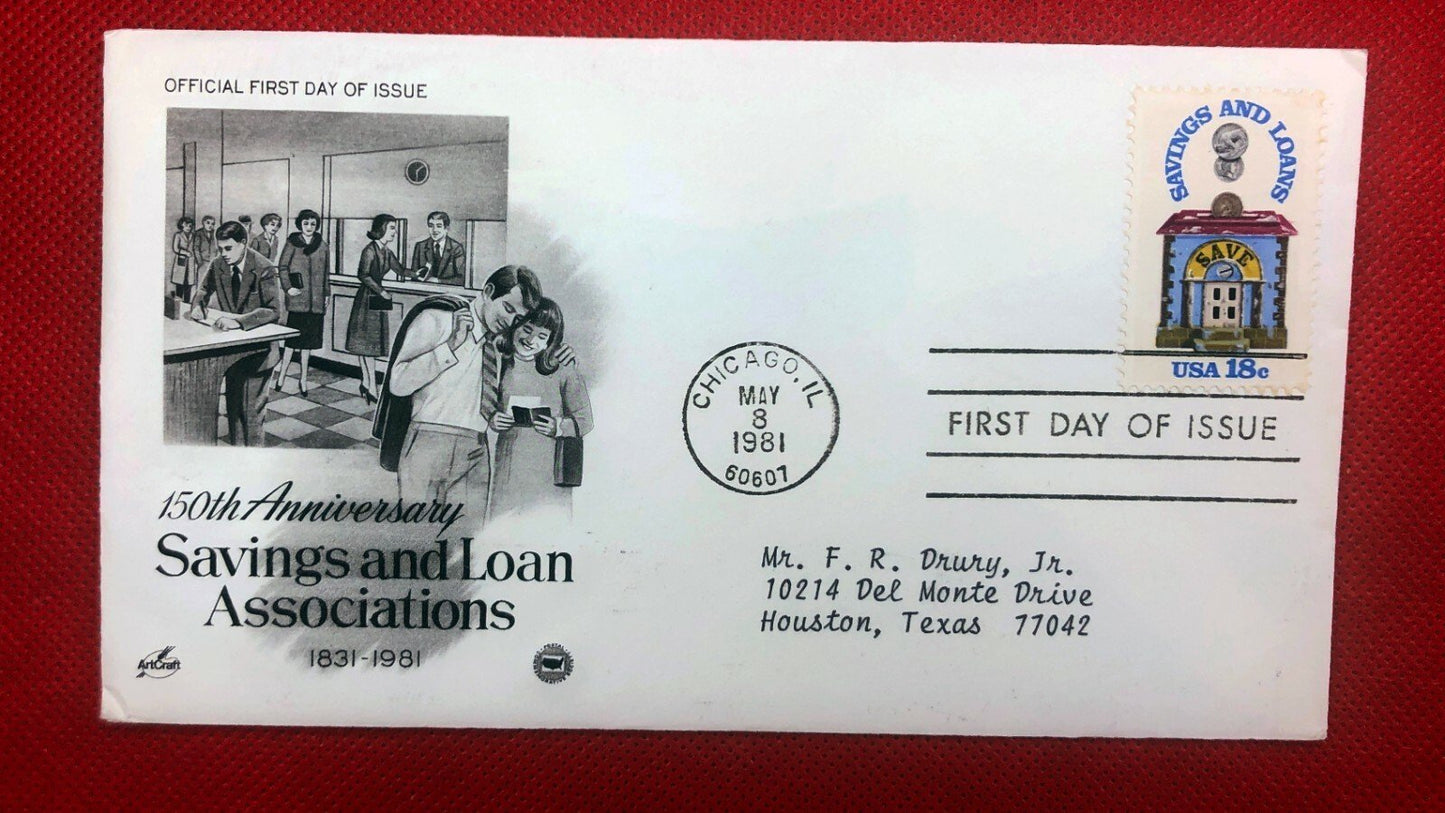 OFFICIAL FIRST DAY OF ISSUE
SAVINGS AND LOANS
SAVE
USA 18c
CHICAGO, IL
MAY
8
1981
60607
FIRST DAY OF ISSUE
150th Anniversary
Savings and Loan
Associations
1831-1981
ArtCraft
Mr. F. R. Drury, Jr.
10214 Del Monte Drive
Houston, Texas 77042